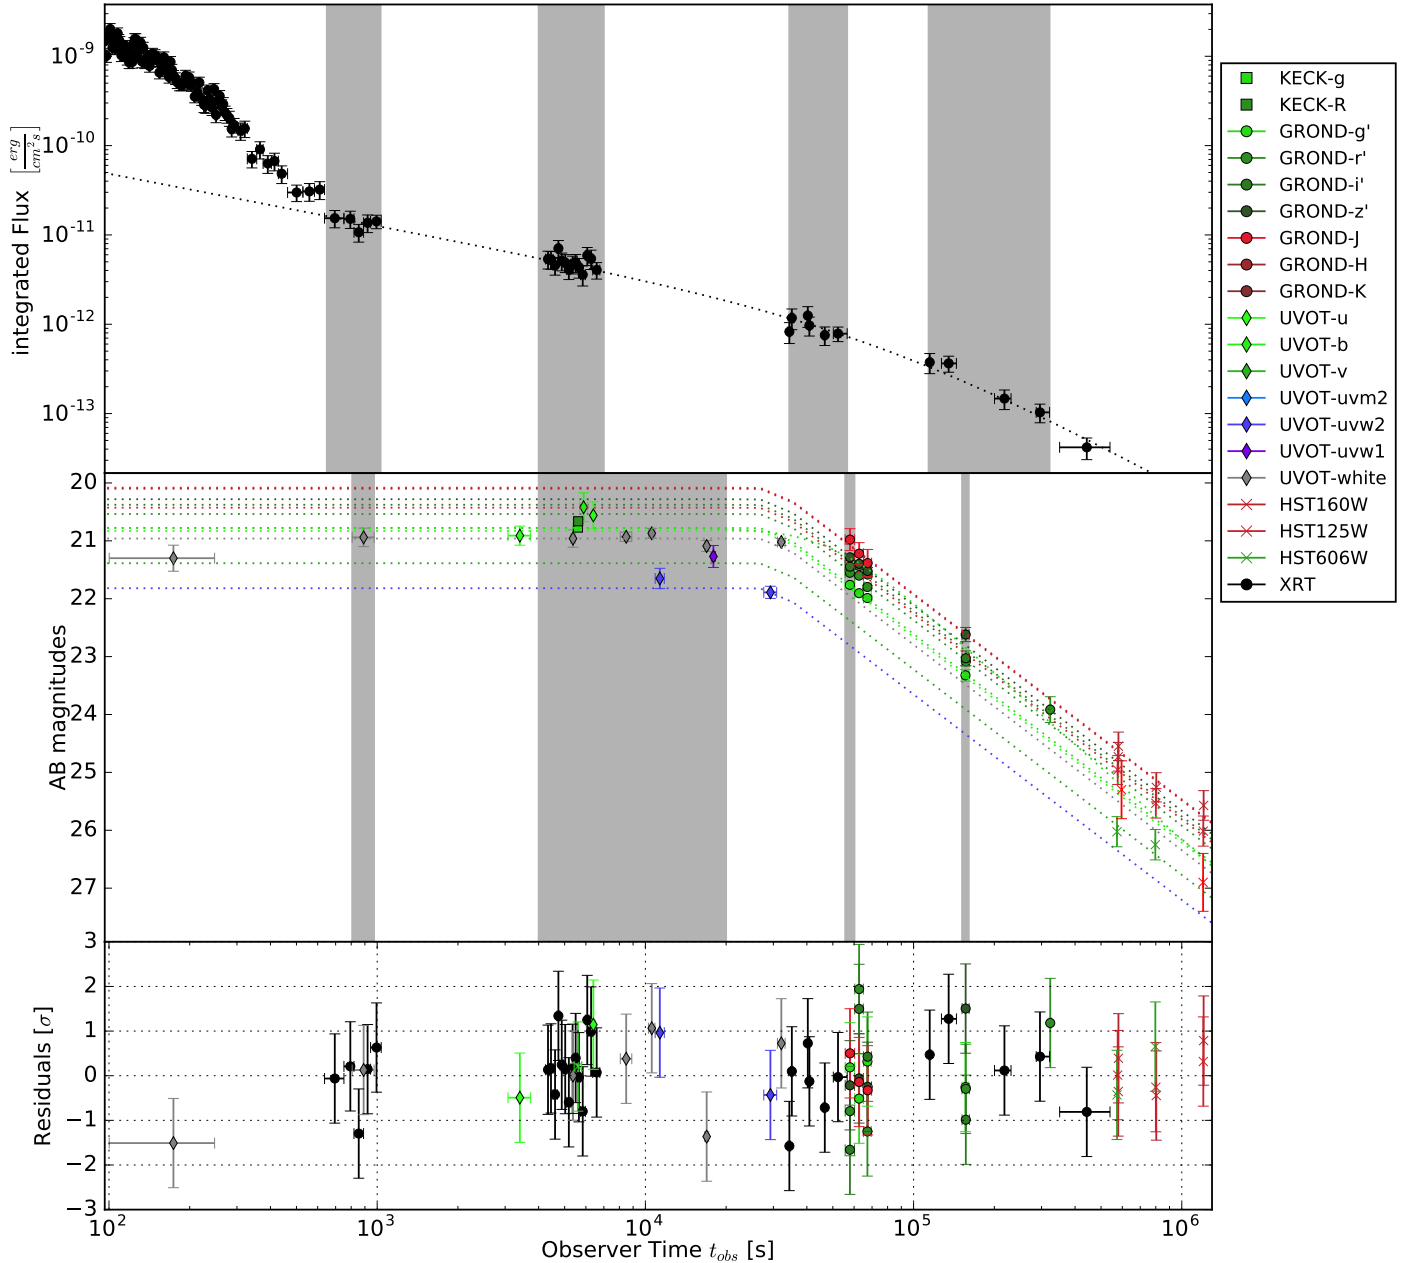 10^-9
10^-10
10^-11
10^-12
10^-13
integrated Flux [erg/cm^2s]
KECK-g
KECK-R
GROND-g'
GROND-r'
GROND-i'
GROND-z'
GROND-J
GROND-H
GROND-K
UVOT-u
UVOT-b
UVOT-v
UVOT-uvm2
UVOT-uvw2
UVOT-uvw1
UVOT-white
HST160W
HST125W
HST606W
XRT
20
21
22
23
24
25
26
27
AB magnitudes
3
2
1
0
−1
−2
−3
Residuals [σ]
10^2 10^3 10^4 10^5 10^6
Observer Time t_obs [s]